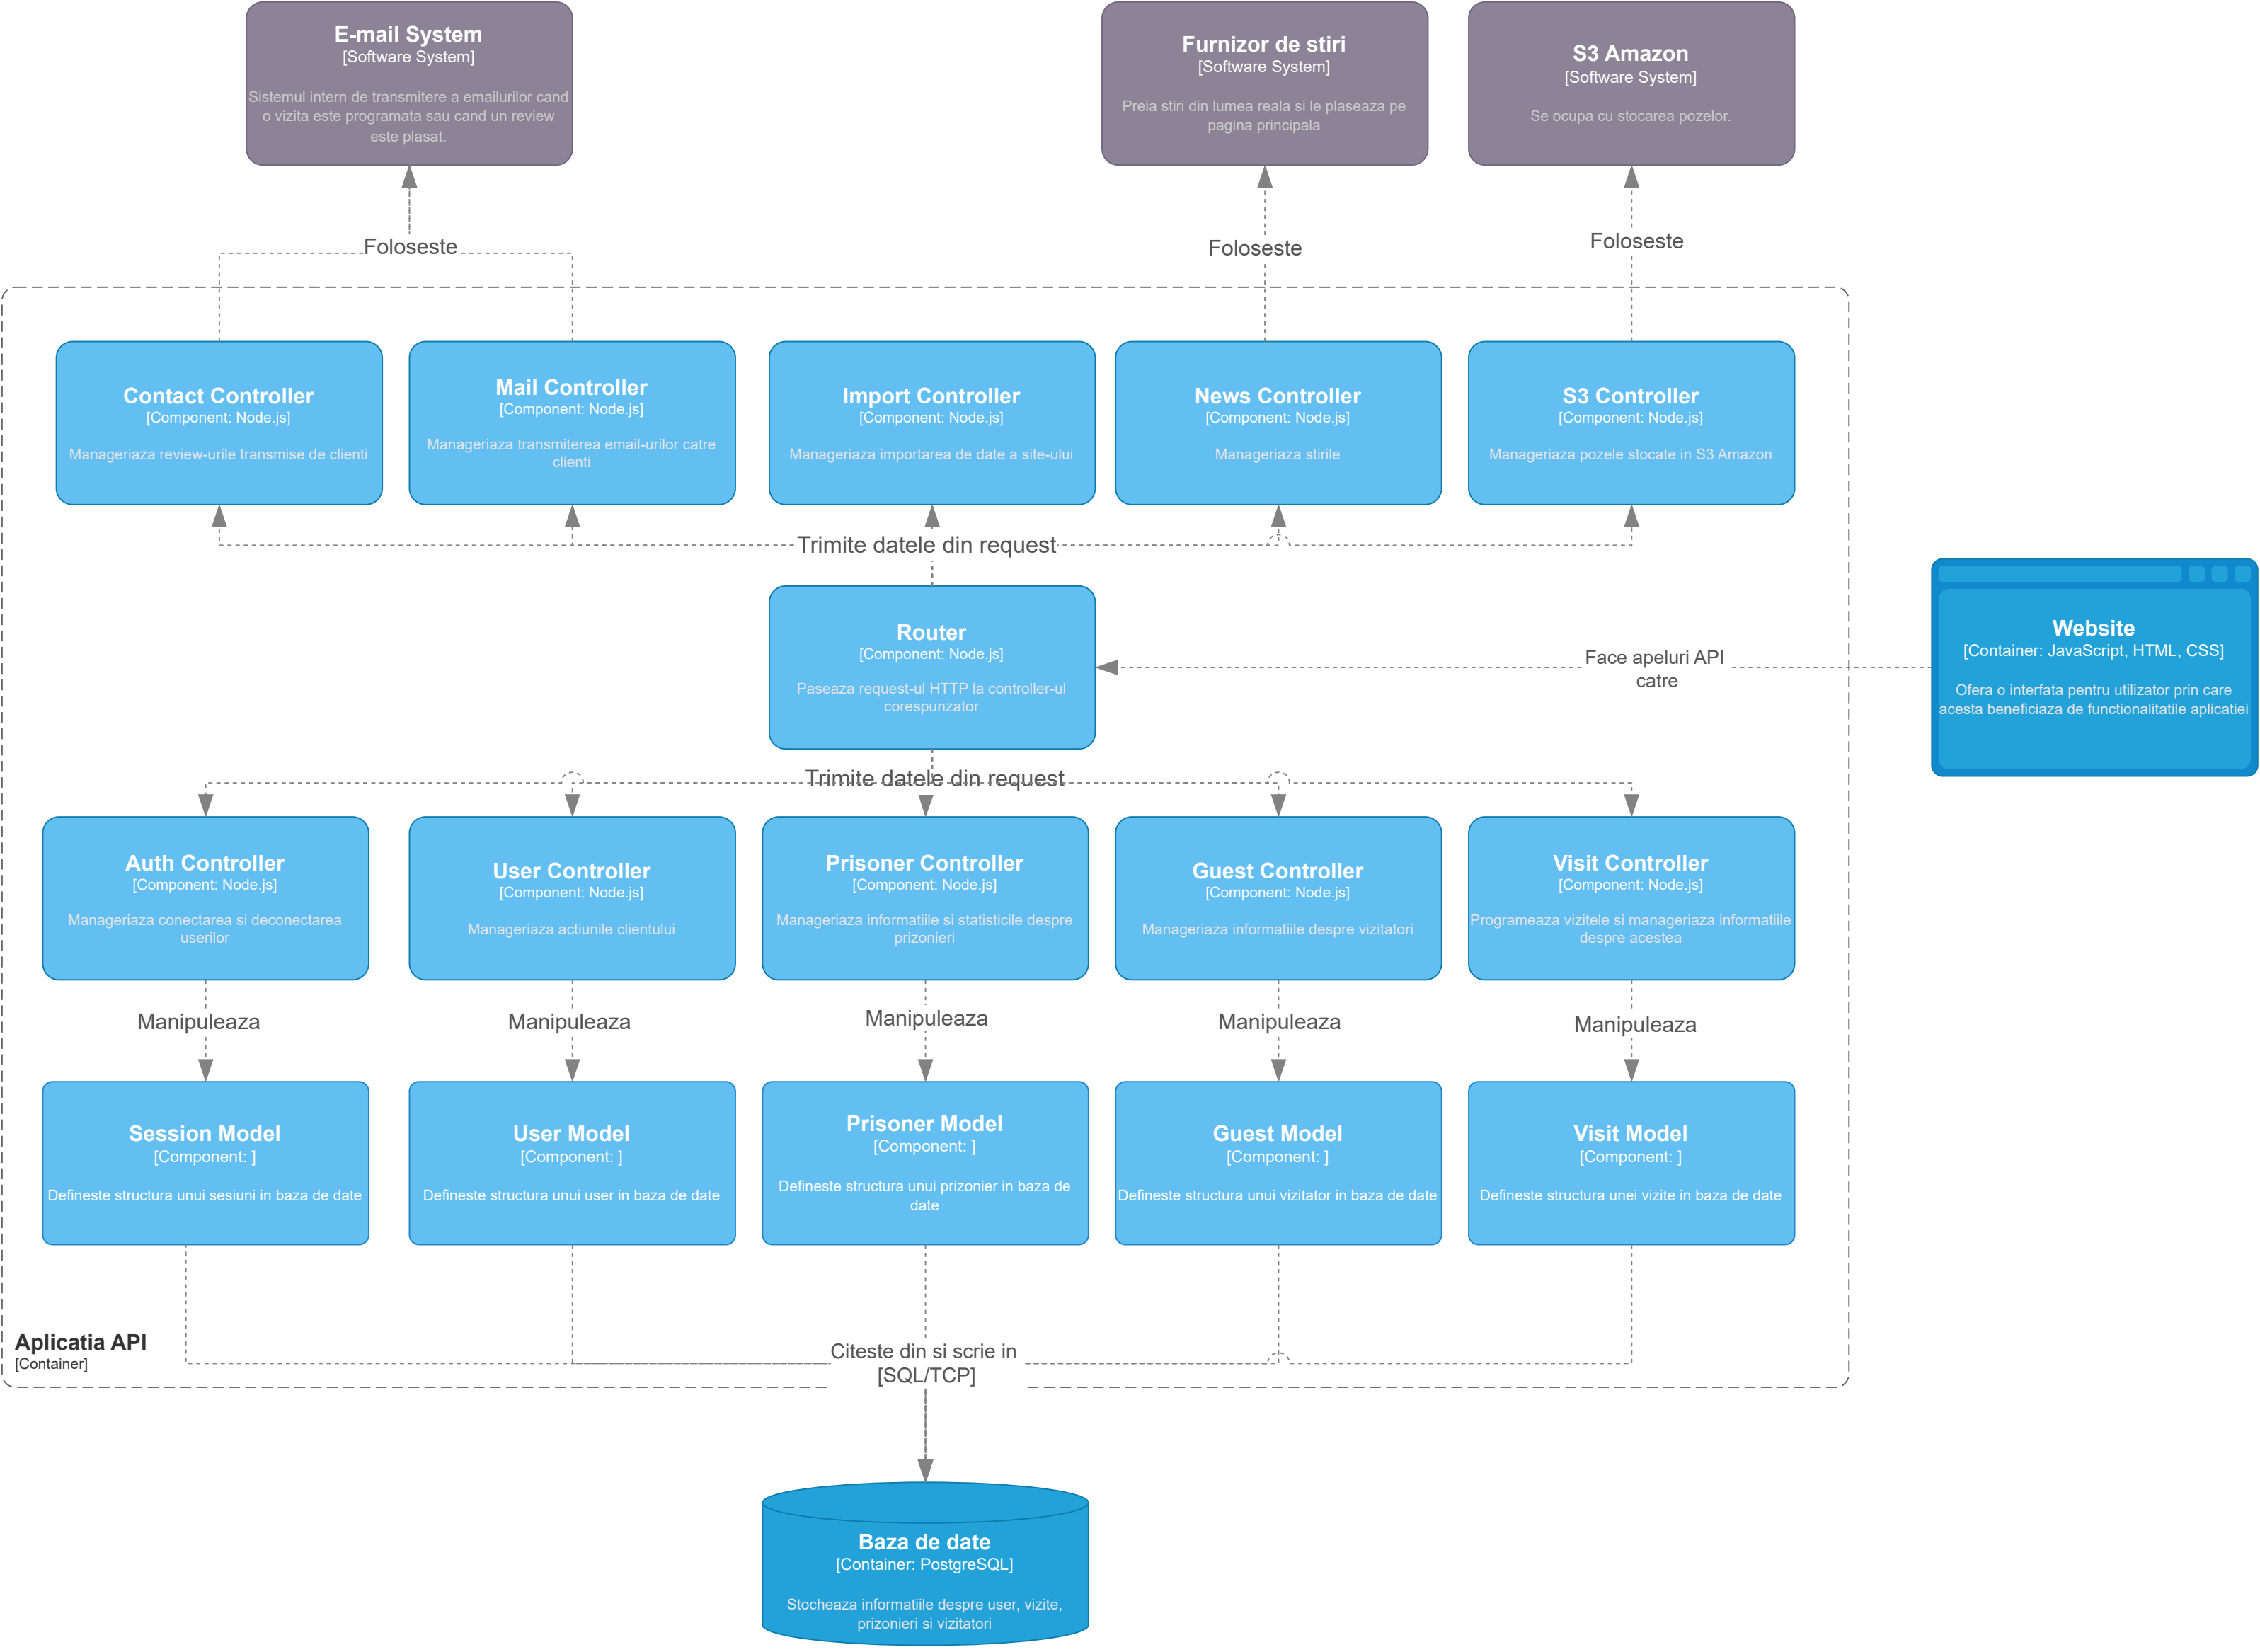 E-mail System
[Software System]
Sistemul intern de transmitere a emailurilor cand
o vizita este programata sau cand un review
este plasat.
Furnizor de stiri
[Software System]
Preia stiri din lumea reala si le plaseaza pe
pagina principala
S3 Amazon
[Software System]
Se ocupa cu stocarea pozelor.
Foloseste
Foloseste
Foloseste
Contact Controller
[Component: Node.js]
Manageriaza review-urile transmise de clienti
Mail Controller
[Component: Node.js]
Manageriaza transmiterea email-urilor catre
clienti
Import Controller
[Component: Node.js]
Manageriaza importarea de date a site-ului
News Controller
[Component: Node.js]
Manageriaza stirile
S3 Controller
[Component: Node.js]
Manageriaza pozele stocate in S3 Amazon
Trimite datele din request
Router
[Component: Node.js]
Paseaza request-ul HTTP la controller-ul
corespunzator
Face apeluri API
catre
Website
[Container: JavaScript, HTML, CSS]
Ofera o interfata pentru utilizator prin care
acesta beneficiaza de functionalitatile aplicatiei
Trimite datele din request
Auth Controller
[Component: Node.js]
Manageriaza conectarea si deconectarea
userilor
User Controller
[Component: Node.js]
Manageriaza actiunile clientului
Prisoner Controller
[Component: Node.js]
Manageriaza informatiile si statisticile despre
prizonieri
Guest Controller
[Component: Node.js]
Manageriaza informatiile despre vizitatori
Visit Controller
[Component: Node.js]
Programeaza vizitele si manageriaza informatiile
despre acestea
Manipuleaza
Manipuleaza
Manipuleaza
Manipuleaza
Manipuleaza
Session Model
[Component: ]
Defineste structura unui sesiuni in baza de date
User Model
[Component: ]
Defineste structura unui user in baza de date
Prisoner Model
[Component: ]
Defineste structura unui prizonier in baza de
date
Guest Model
[Component: ]
Defineste structura unui vizitator in baza de date
Visit Model
[Component: ]
Defineste structura unei vizite in baza de date
Aplicatia API
[Container]
Citeste din si scrie in
[SQL/TCP]
Baza de date
[Container: PostgreSQL]
Stocheaza informatiile despre user, vizite,
prizonieri si vizitatori